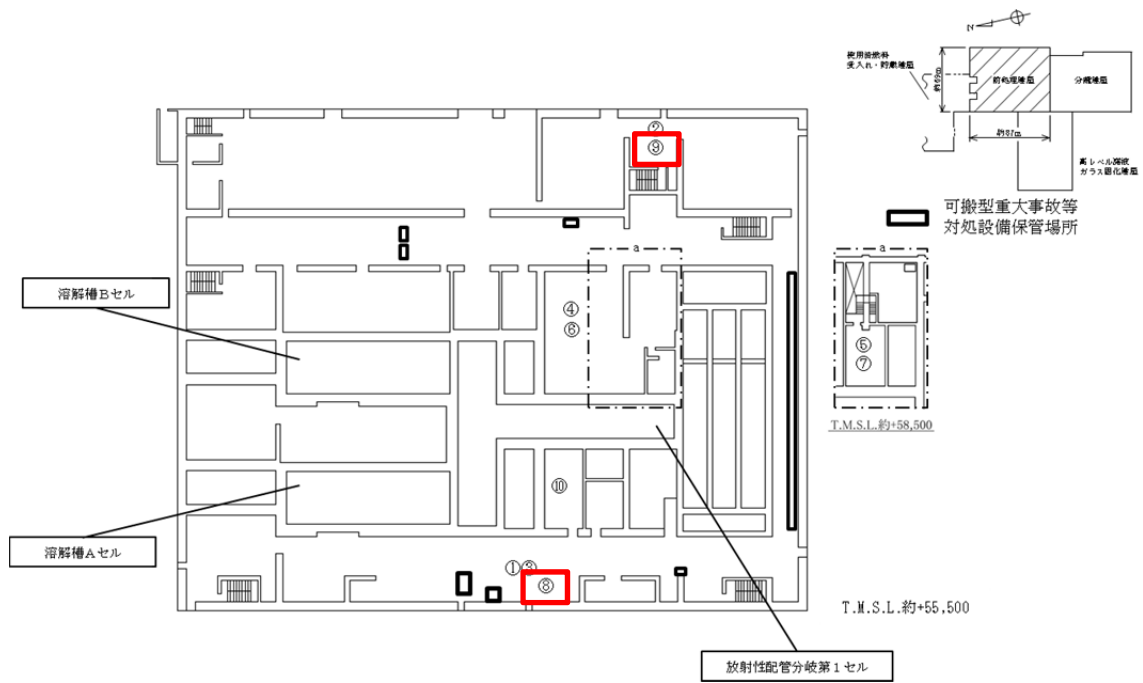 N
使用済燃料
受入れ・貯蔵建屋
約69m
前処理建屋
分離建屋
約87m
高レベル廃液
ガラス固化建屋
可搬型重大事故等
対処設備保管場所
②
⑨
a
a
溶解槽Bセル
④
⑥
⑤
⑦
T.M.S.L.約+58,500
⑩
溶解槽Aセル
①③
⑧
T.M.S.L.約+55,500
放射性配管分岐第1セル